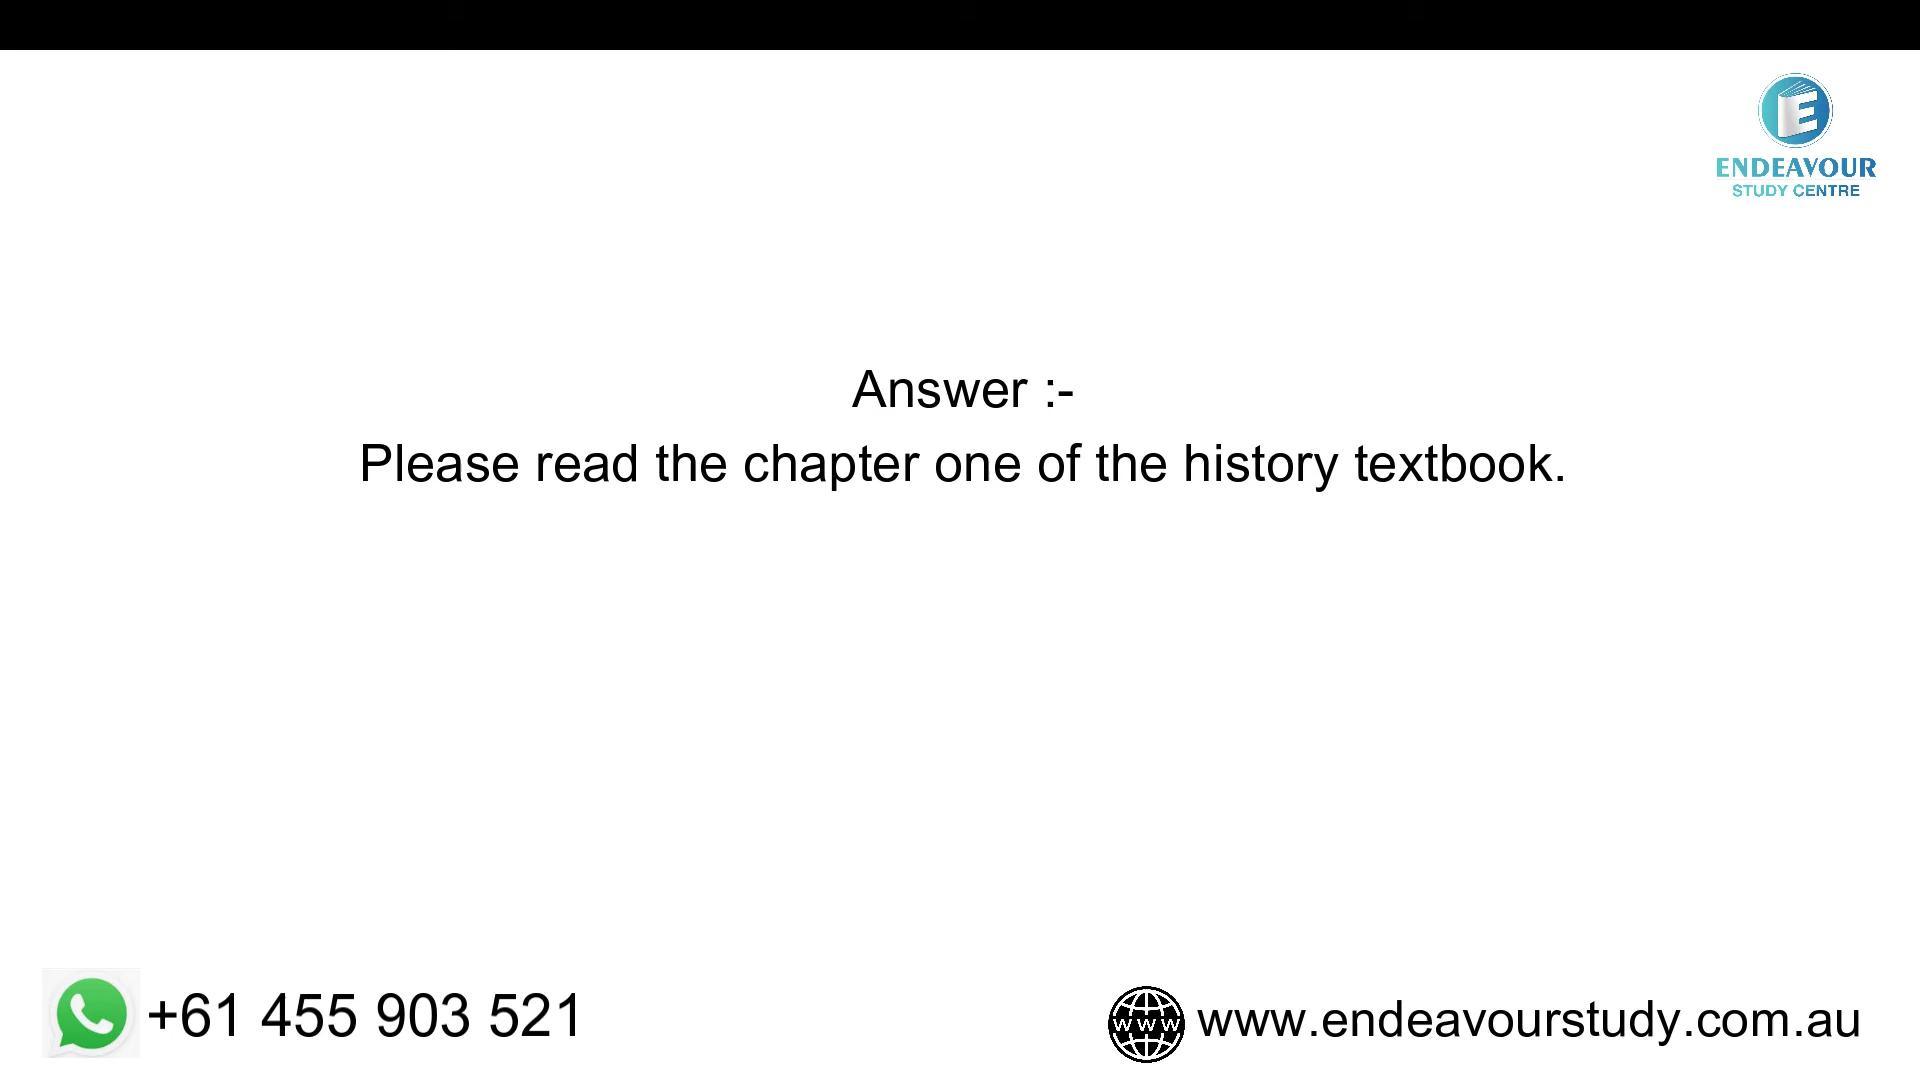 ENDEAVOUR
STUDY CENTRE
Answer :-
Please read the chapter one of the history textbook.
+61 455 903 521
www www.endeavourstudy.com.au